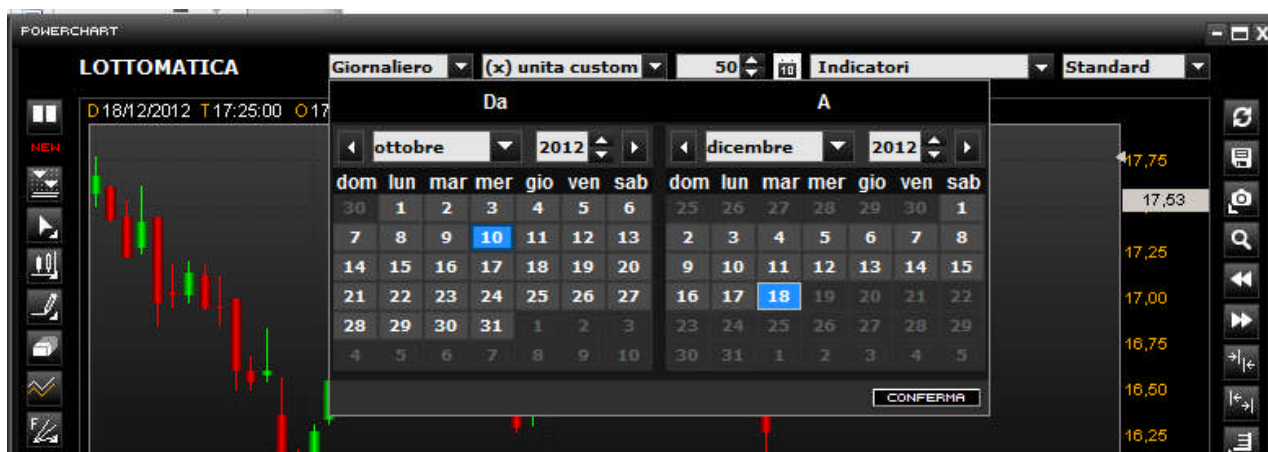 POWERCHART
LOTTOMATICA Giornaliero (x) unita custom 50 10 Indicatori Standard
D 18/12/2012 T 17:25:00 O 17
Da A
NEW
ottobre 2012 dicembre 2012
17,75
dom lun mar mer gio ven sab dom lun mar mer gio ven sab
30 1 2 3 4 5 6 25 26 27 28 29 30 1
17,53
7 8 9 10 11 12 13 2 3 4 5 6 7 8
17,25
14 15 16 17 18 19 20 9 10 11 12 13 14 15
21 22 23 24 25 26 27 16 17 18 19 20 21 22
17,00
28 29 30 31 1 2 3 23 24 25 26 27 28 29
16,75
4 5 6 7 8 9 10 30 31 1 2 3 4 5
16,50
CONFERMA
F
16,25